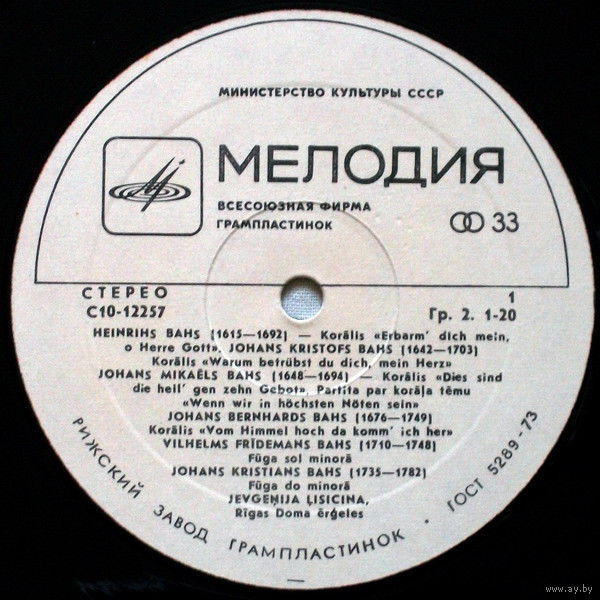 МИНИСТЕРСТВО КУЛЬТУРЫ СССР
МЕЛОДИЯ
ВСЕСОЮЗНАЯ ФИРМА
ГРАМПЛАСТИНОК
33
СТЕРЕО
С10-12257
1
Гр. 2. 1-20
HEINRIHS BAHS (1615—1692) — Korālis «Erbarm' dich mein,
o Herre Gott», JOHANS KRISTOFS BAHS (1642—1703)
Korālis «Warum betrübst du dich, mein Herz»
JOHANS MIKAĒLS BAHS (1648—1694) — Korālis «Dies sind
die heil' gen zehn Gebot», Partita par korāļa tēmu
«Wenn wir in höchsten Nöten sein»
JOHANS BERNHARDS BAHS (1676—1749)
Korālis «Vom Himmel hoch da komm' ich her»
VILHELMS FRĪDEMANS BAHS (1710—1748)
Fūga sol minorā
JOHANS KRISTIANS BAHS (1735—1782)
Fūga do minorā
JEVGEŅIJA ĻISICINA,
Rīgas Doma ērģeles
РИЖСКИЙ ЗАВОД ГРАМПЛАСТИНОК • ГОСТ 5289-73
www.ay.by